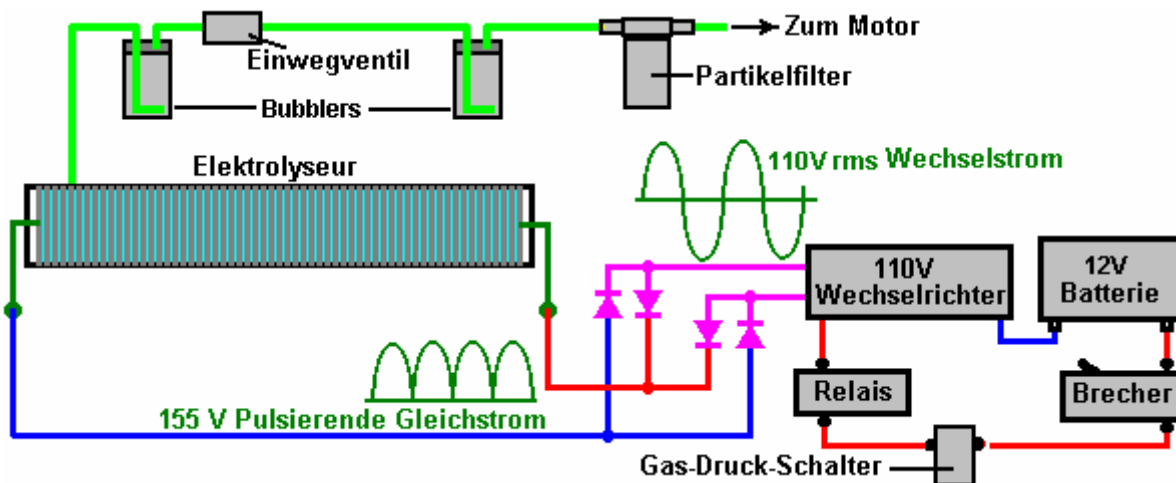 Zum Motor
Einwegventil
Partikelfilter
Bubblers
Elektrolyseur
110V rms Wechselstrom
110V
Wechselrichter
12V
Batterie
155 V Pulsierende Gleichstrom
Relais
Brecher
Gas-Druck-Schalter